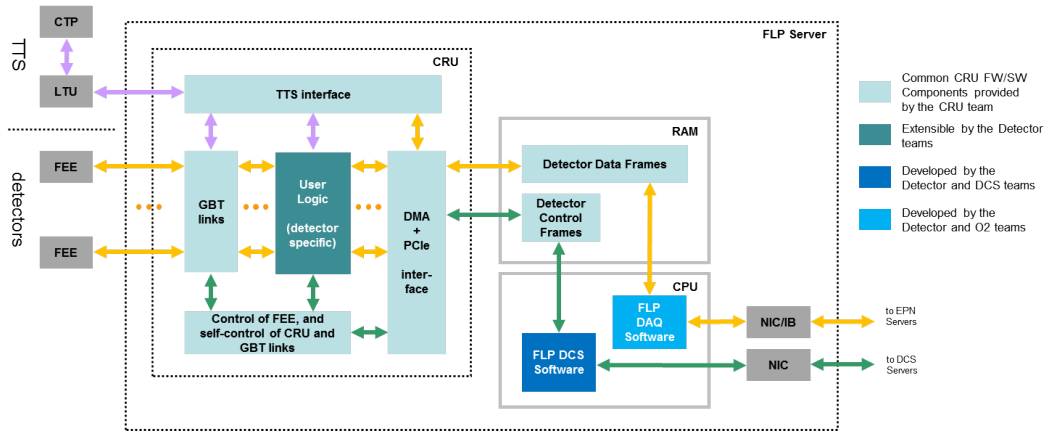 CTP
TTS
LTU
FLP Server
CRU
TTS interface
detectors
FEE
FEE
GBT
links
User
Logic
(detector
specific)
DMA
+
PCIe
inter-
face
Control of FEE, and
self-control of CRU and
GBT links
RAM
Detector Data Frames
Detector
Control
Frames
CPU
FLP
DAQ
Software
FLP DCS
Software
NIC/IB
NIC
to EPN
Servers
to DCS
Servers
Common CRU FW/SW
Components provided
by the CRU team
Extensible by the Detector
teams
Developed by the
Detector and DCS teams
Developed by the
Detector and O2 teams